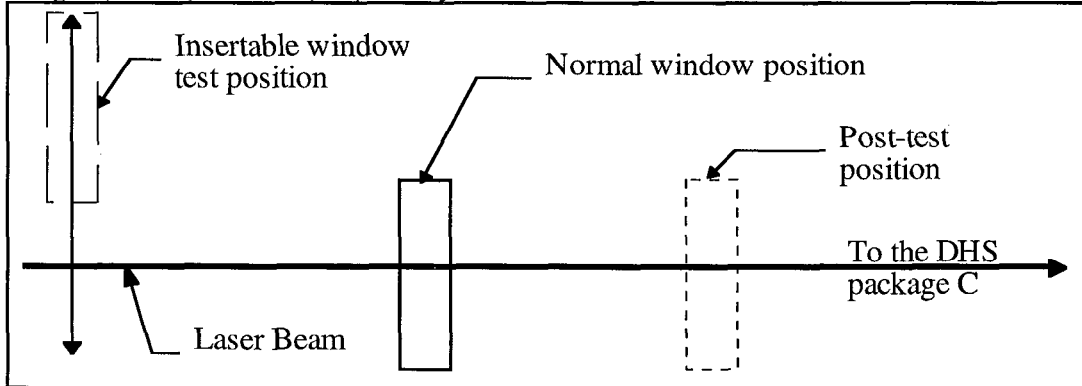 Insertable window
test position
Normal window position
Post-test
position
To the DHS
package C
Laser Beam